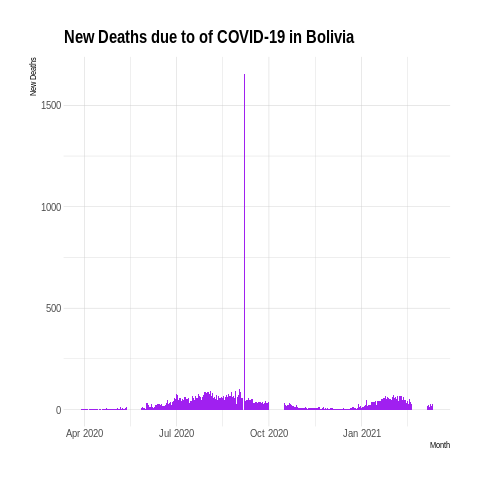 New Deaths due to of COVID-19 in Bolivia
New Deaths
1500
1000
500
0
Apr 2020 Jul 2020 Oct 2020 Jan 2021
Month